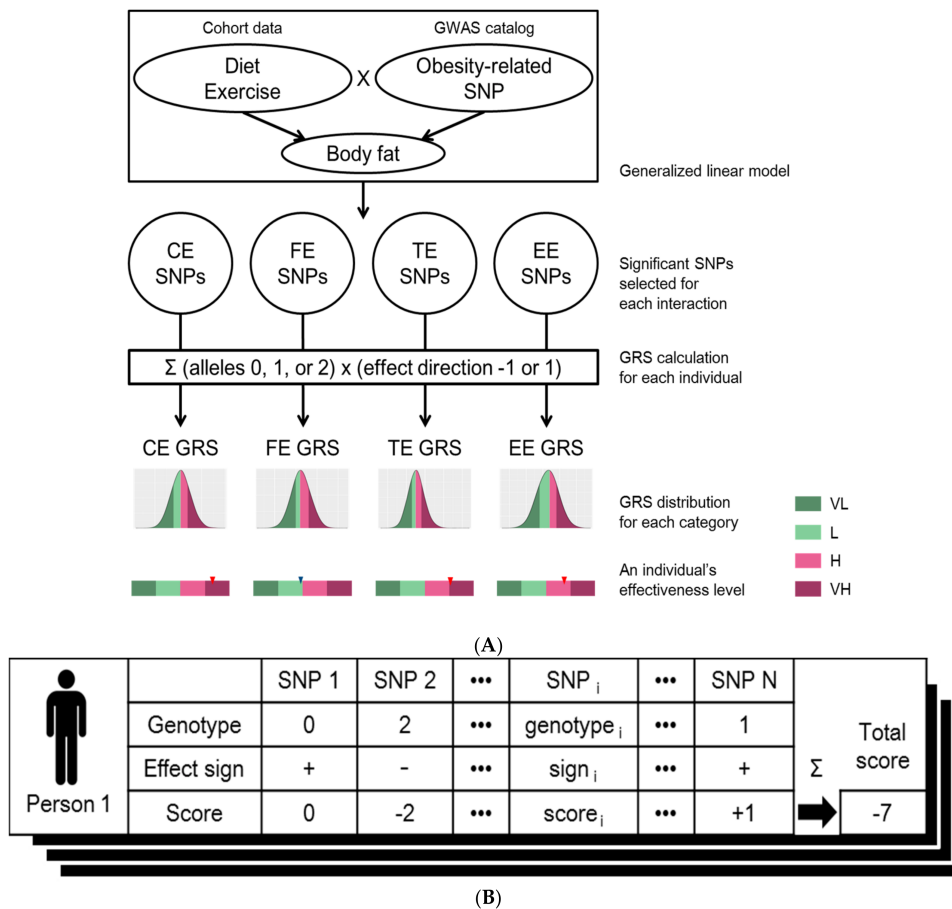 Cohort data
GWAS catalog
Diet
Exercise
X
Obesity-related
SNP
Body fat
Generalized linear model
CE
SNPs
FE
SNPs
TE
SNPs
EE
SNPs
Significant SNPs
selected for
each interaction
Σ (alleles 0, 1, or 2) x (effect direction -1 or 1)
GRS calculation
for each individual
CE GRS
FE GRS
TE GRS
EE GRS
GRS distribution
for each category
VL
L
H
VH
An individual's
effectiveness level
(A)
SNP 1 SNP 2 ••• SNP i ••• SNP N
Genotype 0 2 ••• genotype i ••• 1
Effect sign + - ••• sign i ••• +
Score 0 -2 ••• score i ••• +1
Person 1
Σ
Total
score
-7
(B)